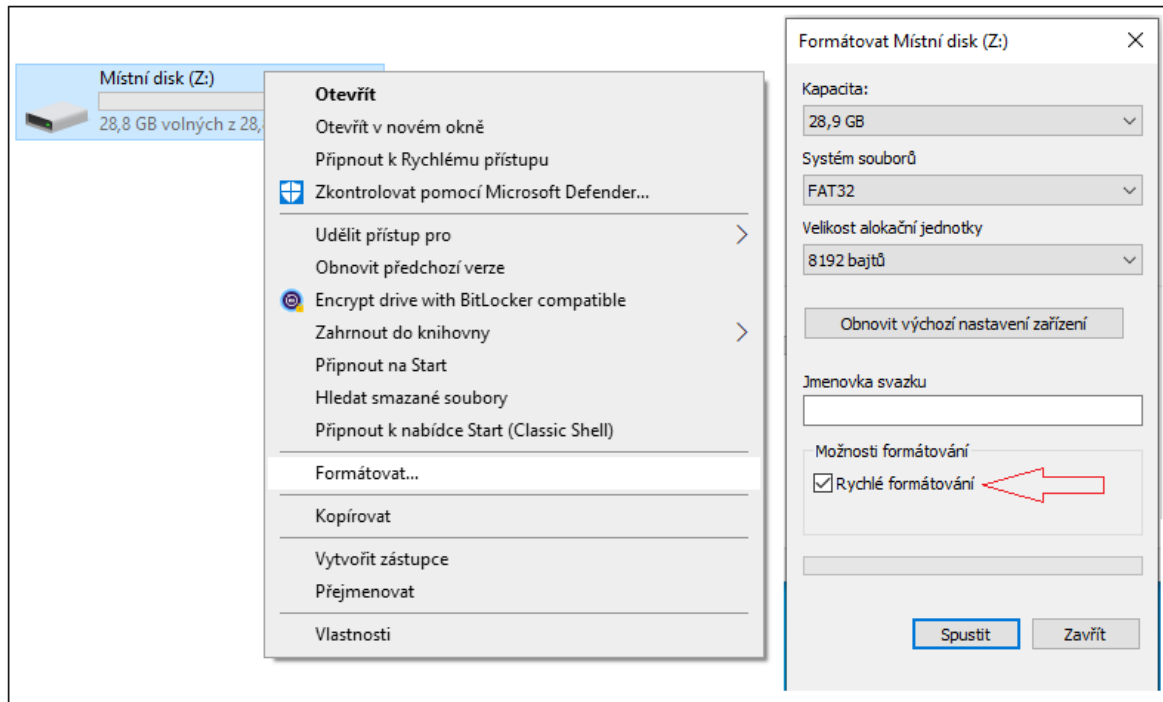 Místní disk (Z:)
28,8 GB volných z 28,
Otevřít
Otevřít v novém okně
Připnout k Rychlému přístupu
Zkontrolovat pomocí Microsoft Defender...
Udělit přístup pro
Obnovit předchozí verze
Encrypt drive with BitLocker compatible
Zahrnout do knihovny
Připnout na Start
Hledat smazané soubory
Připnout k nabídce Start (Classic Shell)
Formátovat...
Kopírovat
Vytvořit zástupce
Přejmenovat
Vlastnosti
Formátovat Místní disk (Z:)
Kapacita:
28,9 GB
Systém souborů
FAT32
Velikost alokační jednotky
8192 bajtů
Obnovit výchozí nastavení zařízení
Jmenovka svazku
Možnosti formátování
Rychlé formátování
Spustit
Zavřít